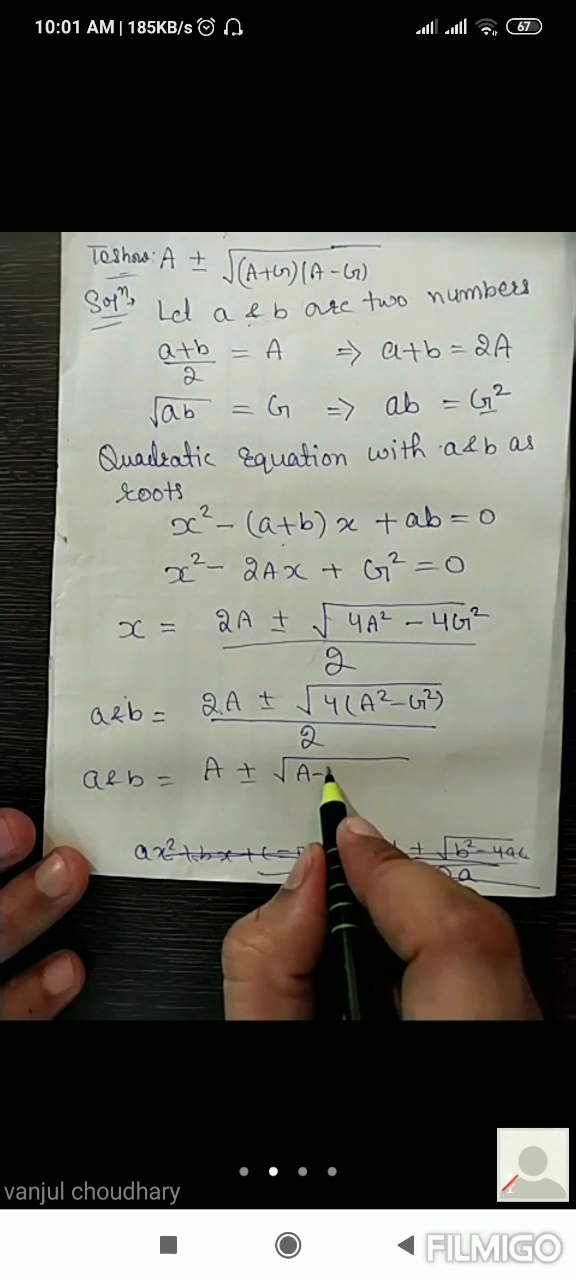 10:01 AM | 185KB/s
67
To show: A ± √(A+G)(A-G)
Solⁿ, Let a & b are two numbers
a+b/2 = A ⇒ a+b = 2A
√ab = G ⇒ ab = G²
Quadratic Equation with a & b as
roots
x² - (a+b) x + ab = 0
x² - 2Ax + G² = 0
x = 2A ± √4A² - 4G² / 2
a & b = 2A ± √4(A²-G²) / 2
a & b = A ± √A-
ax² + bx + c = ± √b²-4ac
2a
vanjul choudhary
FILMIGO